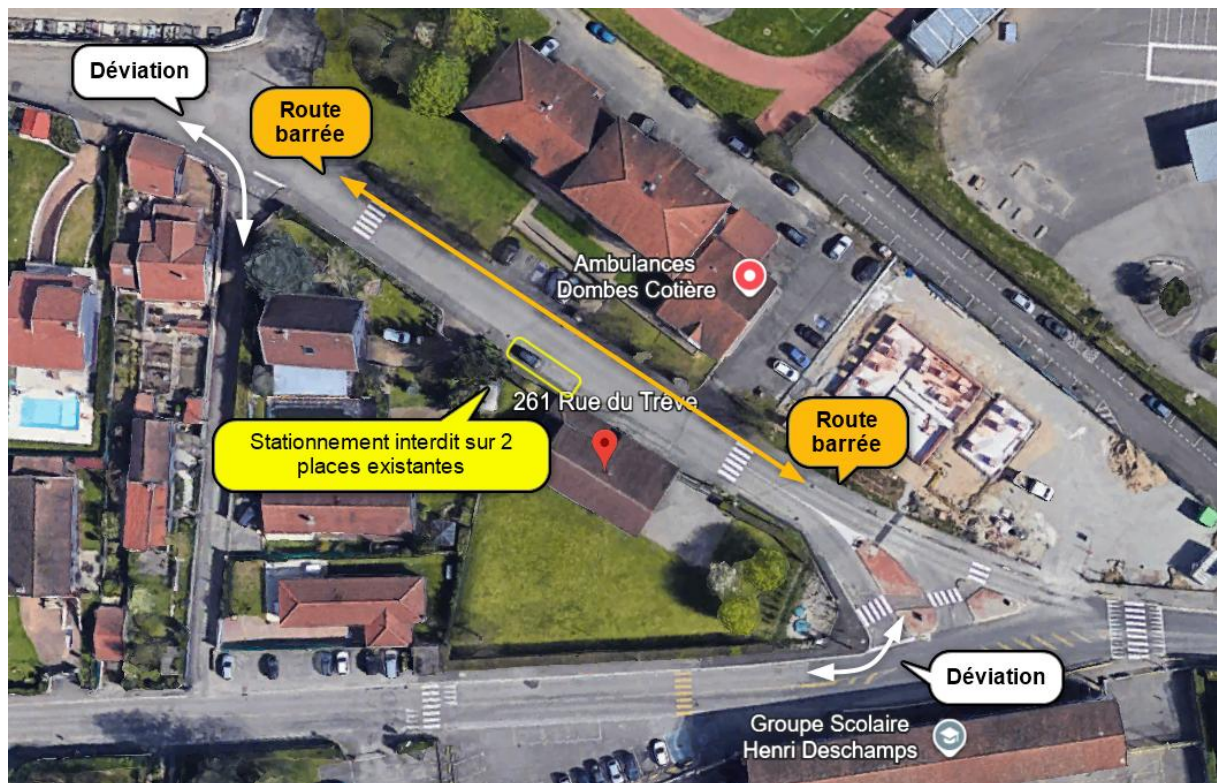 Déviation
Route
barrée
Ambulances
Dombes Cotière
261 Rue du Trève
Stationnement interdit sur 2
places existantes
Route
barrée
Déviation
Groupe Scolaire
Henri Deschamps